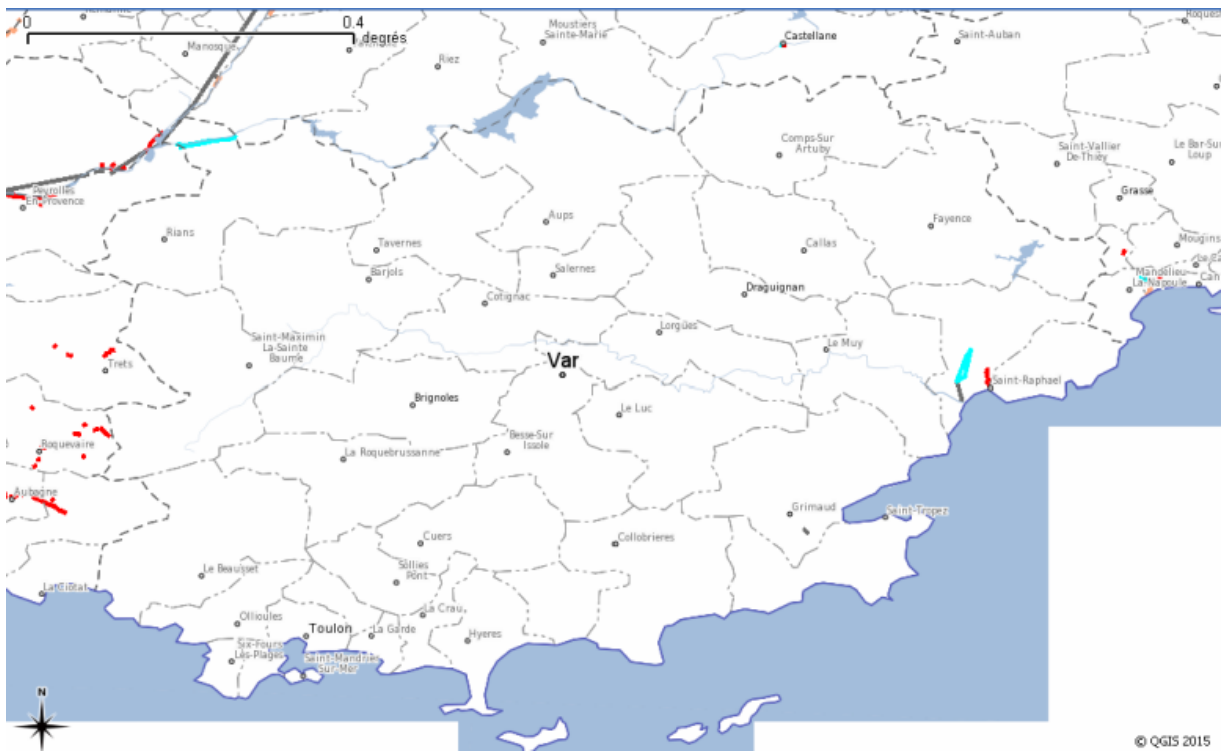 0
0.4
degrés
Manosque
Riez
Moustiers
Sainte-Marie
Castellane
Saint-Auban
Comps-Sur
Artuby
Saint-Vallier
De-Thiey
Le Bar-Sur
Loup
Grasse
Peyrolles
En-Provence
Rians
Aups
Fayence
Tavernes
Callas
Mougins
Barjols
Salernes
Mandelieu
La-Napoule
Cotignac
Draguignan
Saint-Maximin
La-Sainte
Baume
Lorgues
Le Muy
Trets
Var
Saint-Raphael
Brignoles
Le Luc
Roquevaire
La Roquebrussanne
Besse-Sur
Issole
Aubagne
Grimaud
Saint-Tropez
Cuers
Collobrieres
Le Beausset
Sollies
Pont
La Ciotat
La Crau
Ollioules
Toulon
La Garde
Hyeres
Six-Fours
Les-Plages
Saint-Mandrier
Sur-Mer
N
© QGIS 2015